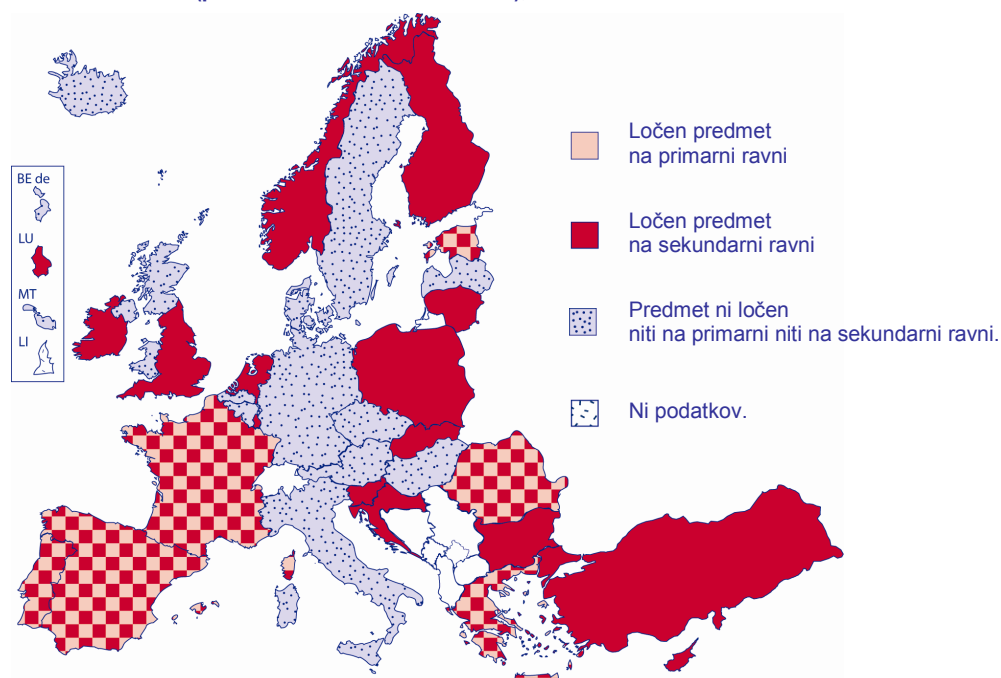 Ločen predmet
na primarni ravni
Ločen predmet
na sekundarni ravni
Predmet ni ločen
niti na primarni niti na sekundarni ravni.
Ni podatkov.
BE de
LU
MT
LI